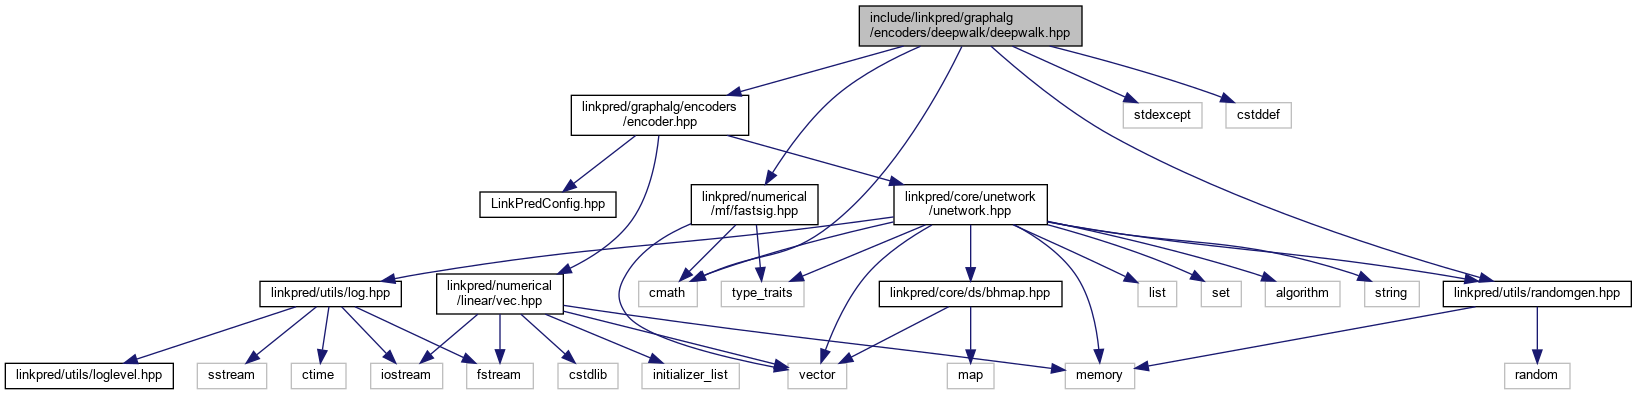 include/linkpred/graphalg
/encoders/deepwalk/deepwalk.hpp
linkpred/graphalg/encoders
/encoder.hpp
stdexcept
cstddef
LinkPredConfig.hpp
linkpred/numerical
/mf/fastsig.hpp
linkpred/core/unetwork
/unetwork.hpp
linkpred/utils/log.hpp
linkpred/numerical
/linear/vec.hpp
cmath
type_traits
linkpred/core/ds/bhmap.hpp
list
set
algorithm
string
linkpred/utils/randomgen.hpp
linkpred/utils/loglevel.hpp
sstream
ctime
iostream
fstream
cstdlib
initializer_list
vector
map
memory
random